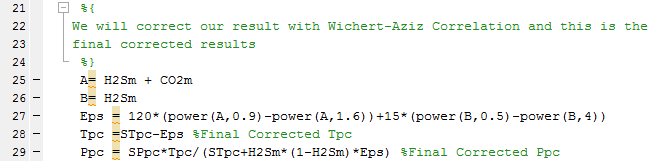 21 %{
22 We will correct our result with Wichert-Aziz Correlation and this is the
23 final corrected results
24 %}
25 - A= H2Sm + CO2m
26 - B= H2Sm
27 - Eps = 120*(power(A,0.9)-power(A,1.6))+15*(power(B,0.5)-power(B,4))
28 - Tpc =STpc-Eps %Final Corrected Tpc
29 - Ppc = SPpc*Tpc/(STpc+H2Sm*(1-H2Sm)*Eps) %Final Corrected Ppc